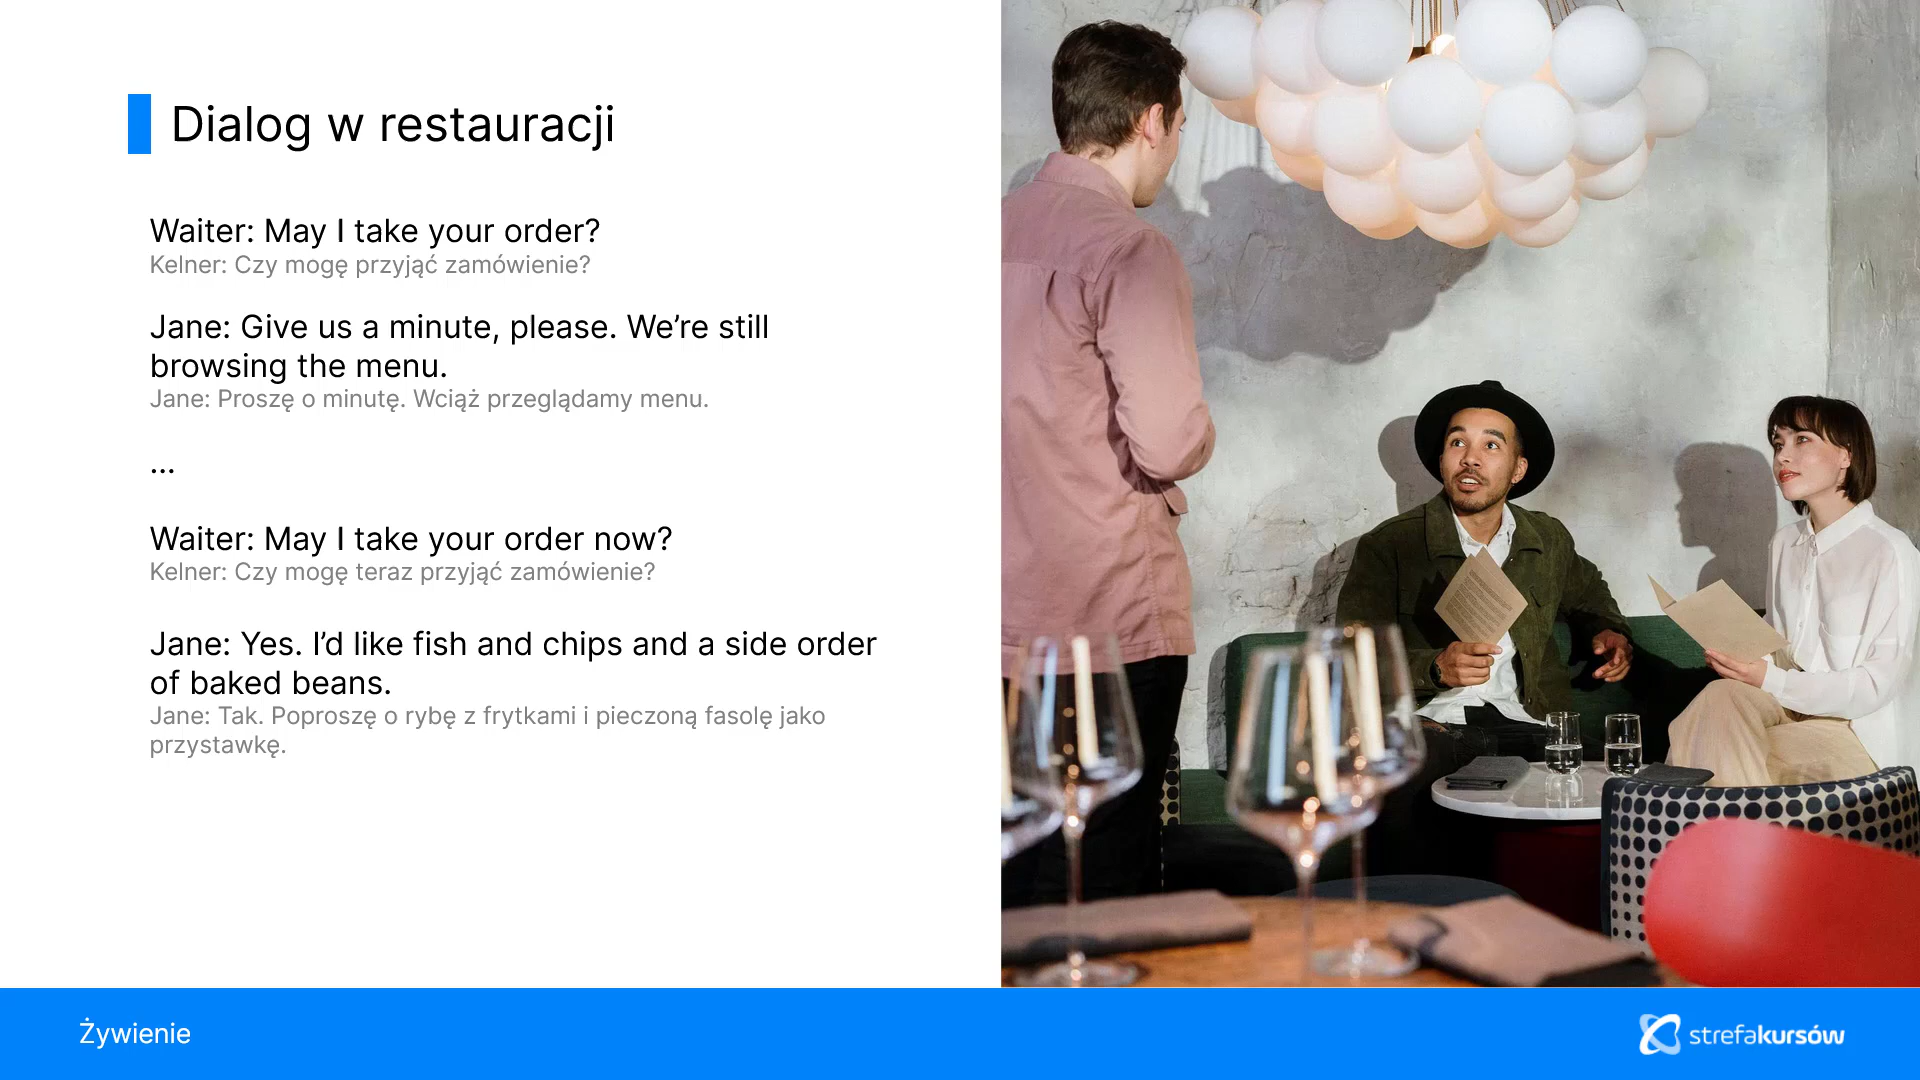 Dialog w restauracji
Waiter: May I take your order?
Kelner: Czy mogę przyjąć zamówienie?
Jane: Give us a minute, please. We’re still
browsing the menu.
Jane: Proszę o minutę. Wciąż przeglądamy menu.
...
Waiter: May I take your order now?
Kelner: Czy mogę teraz przyjąć zamówienie?
Jane: Yes. I’d like fish and chips and a side order
of baked beans.
Jane: Tak. Poproszę o rybę z frytkami i pieczoną fasolę jako
przystawkę.
Żywienie
strefakursów